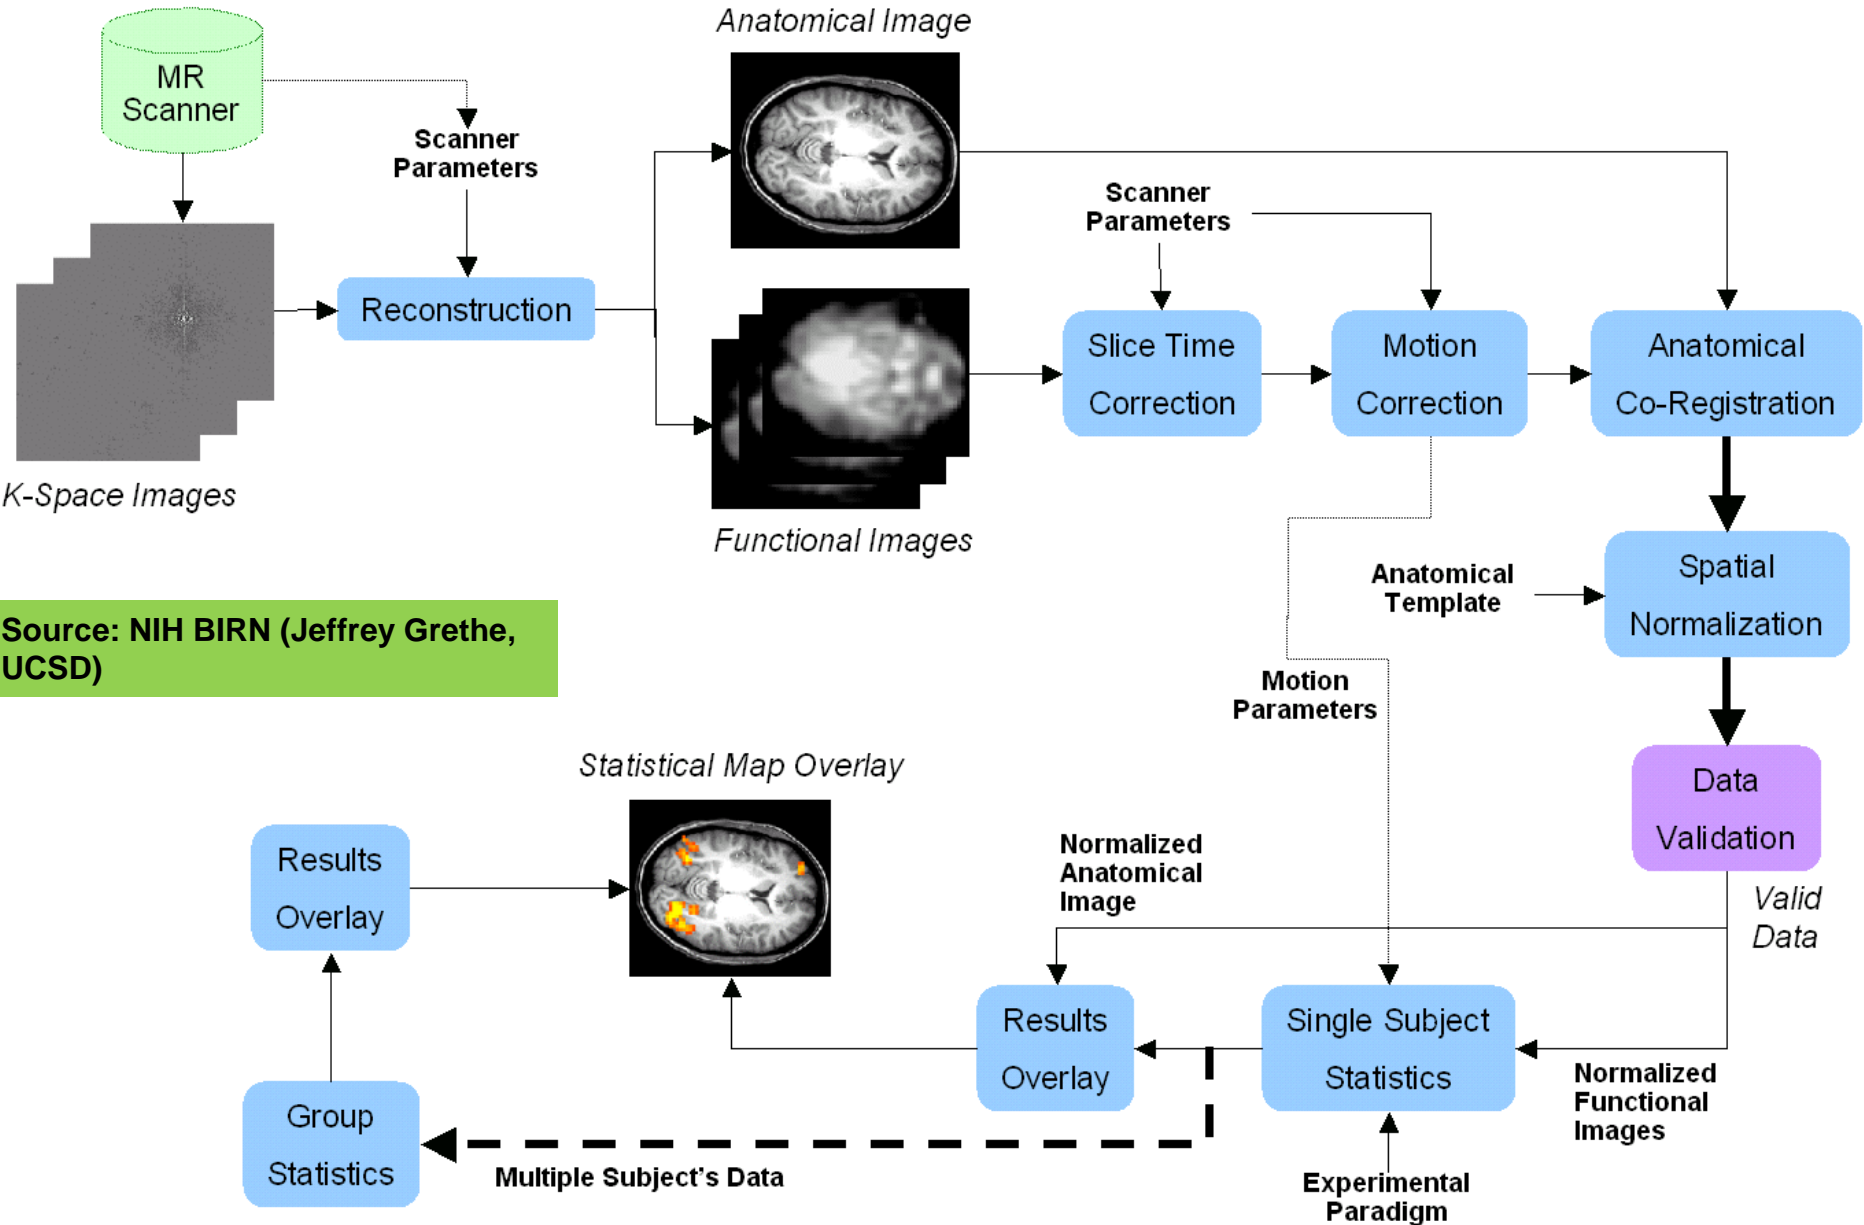 Anatomical Image
MR
Scanner
Scanner
Parameters
Scanner
Parameters
Reconstruction
Slice Time
Correction
Motion
Correction
Anatomical
Co-Registration
K-Space Images
Functional Images
Anatomical
Template
Spatial
Normalization
Source: NIH BIRN (Jeffrey Grethe,
UCSD)
Motion
Parameters
Data
Validation
Valid
Data
Statistical Map Overlay
Results
Overlay
Normalized
Anatomical
Image
Results
Overlay
Single Subject
Statistics
Normalized
Functional
Images
Group
Statistics
Multiple Subject's Data
Experimental
Paradigm